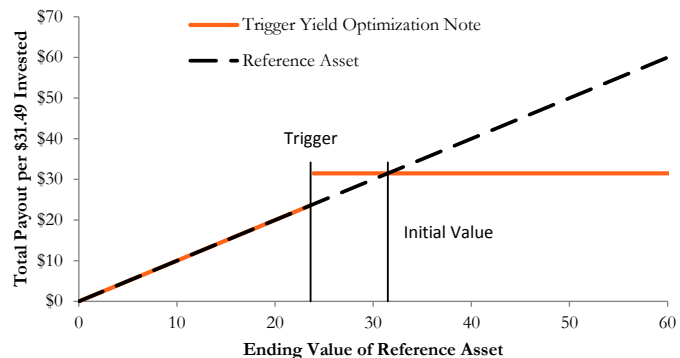 $70
$60
$50
$40
$30
$20
$10
$0
Total Payout per $31.49 Invested
Trigger Yield Optimization Note
Reference Asset
Trigger
Initial Value
0 10 20 30 40 50 60
Ending Value of Reference Asset